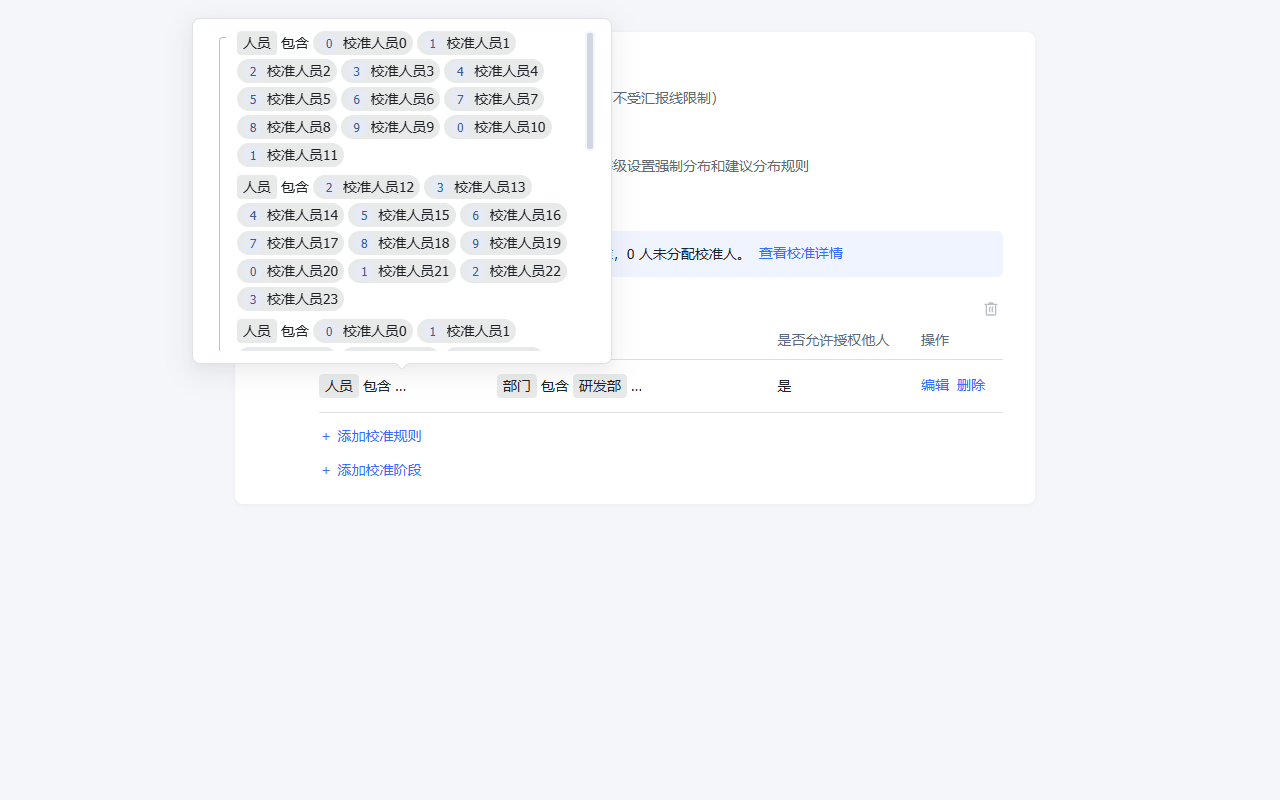 人员 包含 0 校准人员0 1 校准人员1
2 校准人员2 3 校准人员3 4 校准人员4
5 校准人员5 6 校准人员6 7 校准人员7
8 校准人员8 9 校准人员9 0 校准人员10
1 校准人员11
人员 包含 2 校准人员12 3 校准人员13
4 校准人员14 5 校准人员15 6 校准人员16
7 校准人员17 8 校准人员18 9 校准人员19
0 校准人员20 1 校准人员21 2 校准人员22
3 校准人员23
人员 包含 0 校准人员0 1 校准人员1
不受汇报线限制）
级设置强制分布和建议分布规则
，0 人未分配校准人。 查看校准详情
是否允许授权他人 操作
人员 包含 ... 部门 包含 研发部 ... 是 编辑 删除
+ 添加校准规则
+ 添加校准阶段